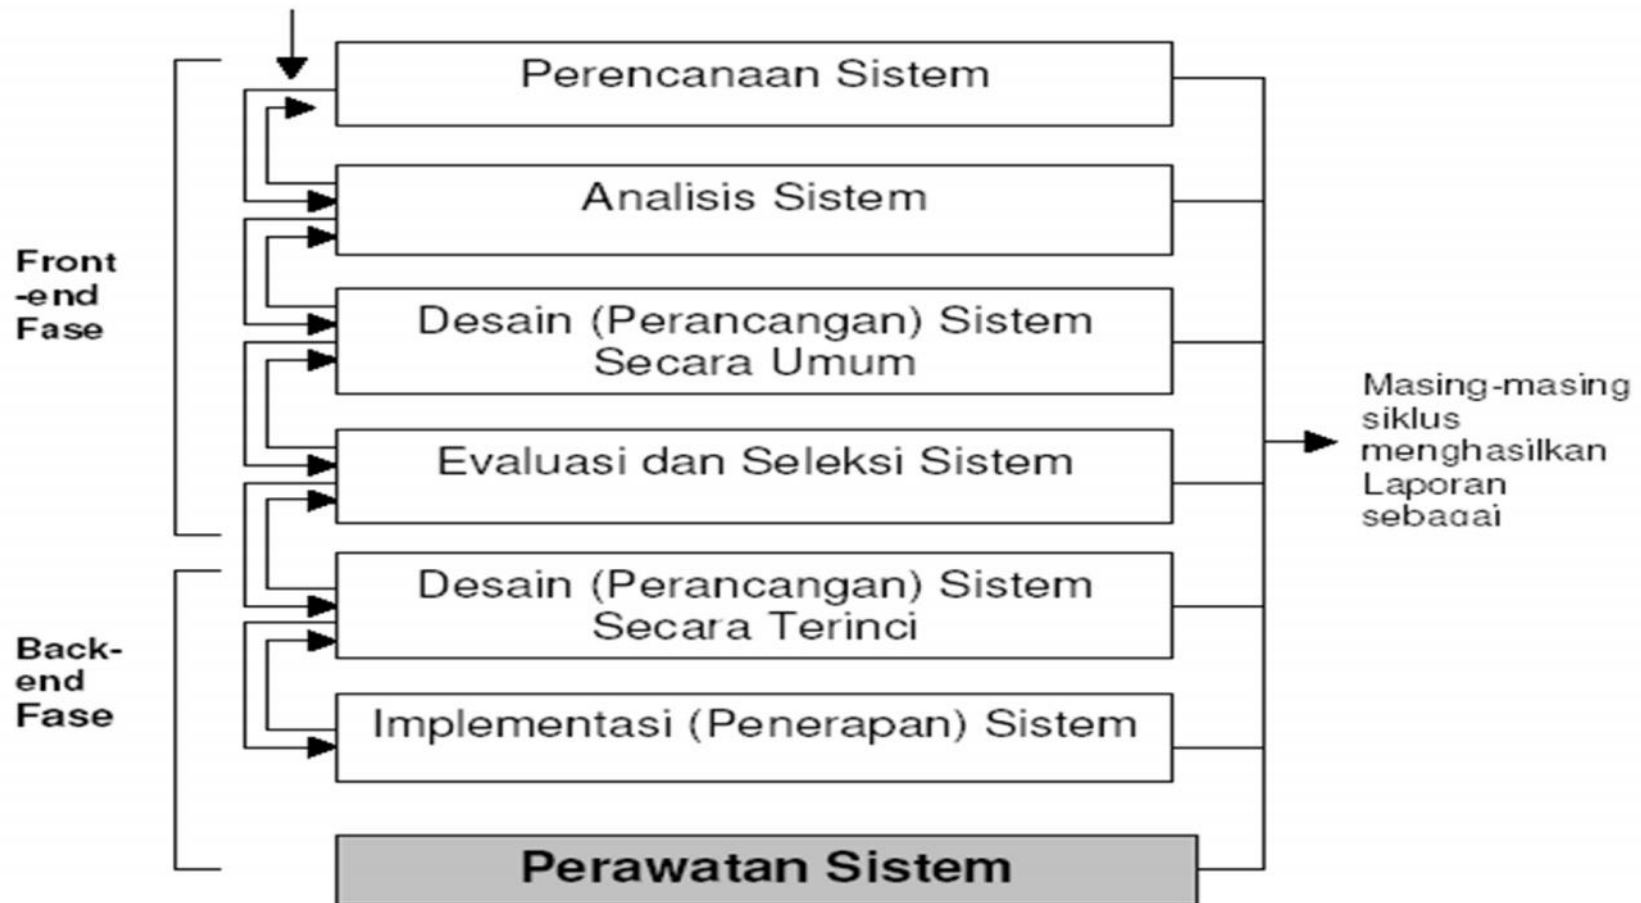 Perencanaan Sistem
Analisis Sistem
Desain (Perancangan) Sistem
Secara Umum
Evaluasi dan Seleksi Sistem
Desain (Perancangan) Sistem
Secara Terinci
Implementasi (Penerapan) Sistem
Perawatan Sistem
Front
-end
Fase
Back-
end
Fase
Masing-masing
siklus
menghasilkan
Laporan
sebagai